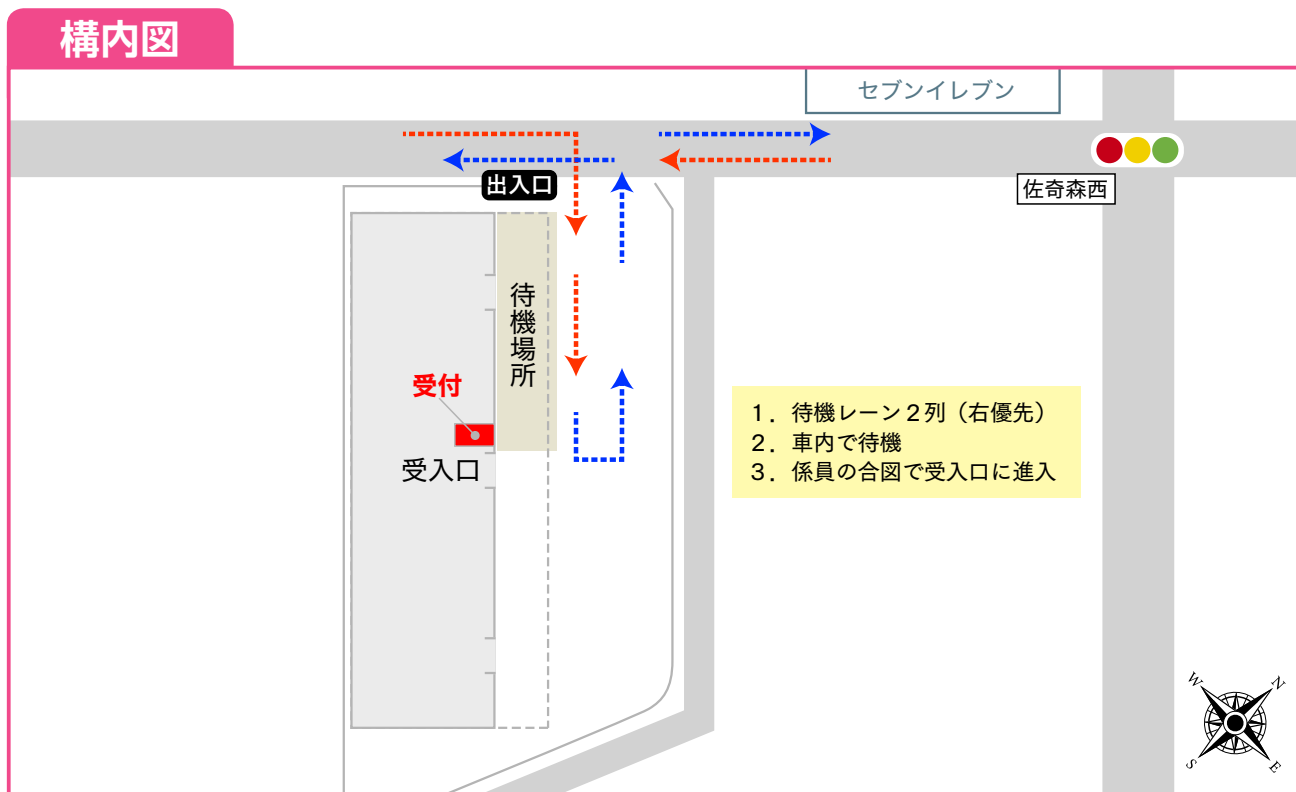 構内図
セブンイレブン
出入口
佐奇森西
待機場所
受付
受入口
1．待機レーン２列（右優先）
2．車内で待機
3．係員の合図で受入口に進入
W
N
S
E